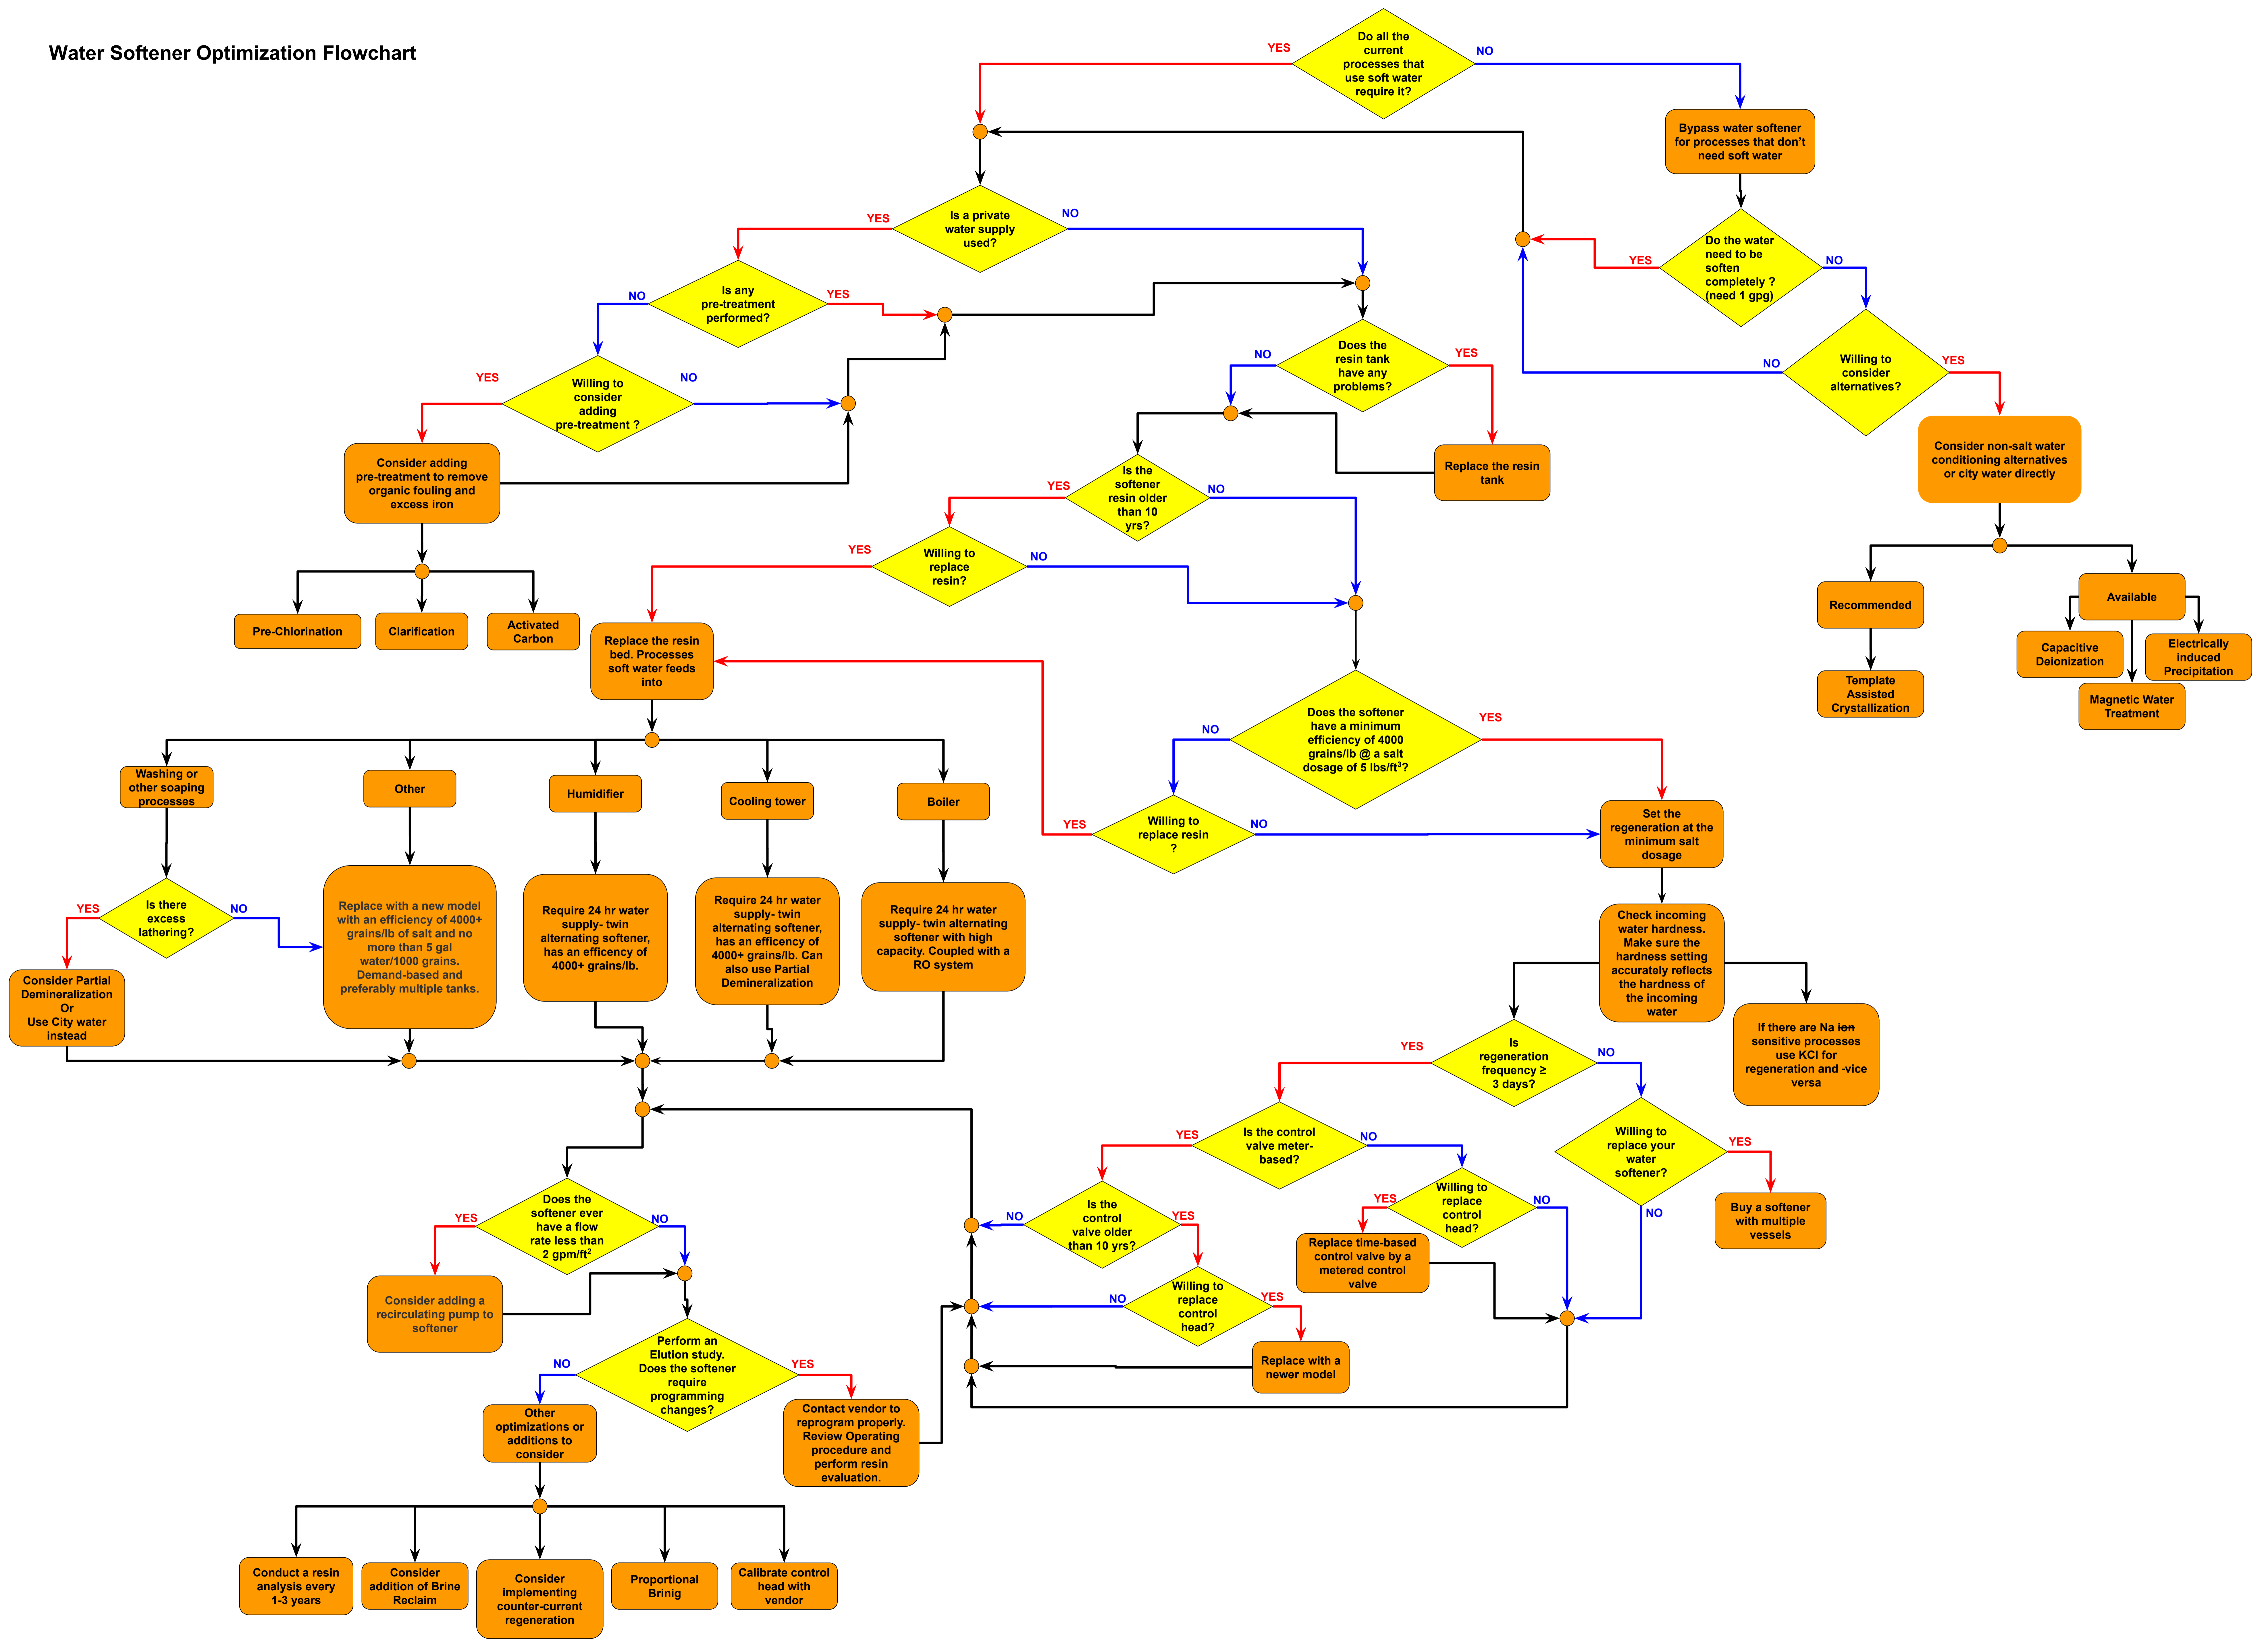 Water Softener Optimization Flowchart
Do all the
current
processes that
use soft water
require it?
YES
NO
Bypass water softener
for processes that don't
need soft water
Is a private
water supply
used?
YES
NO
Do the water
need to be
soften
completely ?
(need 1 gpg)
YES
NO
Is any
pre-treatment
performed?
NO
YES
Willing to
consider
alternatives?
NO
YES
Does the
resin tank
have any
problems?
NO
YES
Willing to
consider
adding
pre-treatment ?
YES
NO
Consider adding
pre-treatment to remove
organic fouling and
excess iron
Replace the resin
tank
Consider non-salt water
conditioning alternatives
or city water directly
Is the
softener
resin older
than 10
yrs?
YES
NO
Willing to
replace
resin?
YES
NO
Pre-Chlorination
Clarification
Activated
Carbon
Recommended
Available
Template
Assisted
Crystallization
Capacitive
Deionization
Electrically
induced
Precipitation
Magnetic Water
Treatment
Replace the resin
bed. Processes
soft water feeds
into
Does the softener
have a minimum
efficiency of 4000
grains/lb @ a salt
dosage of 5 lbs/ft³?
NO
YES
Washing or
other soaping
processes
Other
Humidifier
Cooling tower
Boiler
Willing to
replace resin
?
YES
NO
Set the
regeneration at the
minimum salt
dosage
Is there
excess
lathering?
YES
NO
Replace with a new model
with an efficiency of 4000+
grains/lb of salt and no
more than 5 gal
water/1000 grains.
Demand-based and
preferably multiple tanks.
Require 24 hr water
supply- twin
alternating softener,
has an efficency of
4000+ grains/lb.
Require 24 hr water
supply- twin
alternating softener,
has an efficency of
4000+ grains/lb. Can
also use Partial
Demineralization
Require 24 hr water
supply- twin alternating
softener with high
capacity. Coupled with a
RO system
Consider Partial
Demineralization
Or
Use City water
instead
Check incoming
water hardness.
Make sure the
hardness setting
accurately reflects
the hardness of
the incoming
water
If there are Na ion
sensitive processes
use KCl for
regeneration and -vice
versa
Is
regeneration
frequency ≥
3 days?
YES
NO
Is the control
valve meter-
based?
YES
NO
Willing to
replace your
water
softener?
YES
NO
Buy a softener
with multiple
vessels
Is the
control
valve older
than 10 yrs?
NO
YES
Willing to
replace
control
head?
YES
NO
Replace time-based
control valve by a
metered control
valve
Willing to
replace
control
head?
NO
YES
Replace with a
newer model
Does the
softener ever
have a flow
rate less than
2 gpm/ft²
YES
NO
Consider adding a
recirculating pump to
softener
Perform an
Elution study.
Does the softener
require
programming
changes?
NO
YES
Contact vendor to
reprogram properly.
Review Operating
procedure and
perform resin
evaluation.
Other
optimizations or
additions to
consider
Conduct a resin
analysis every
1-3 years
Consider
addition of Brine
Reclaim
Consider
implementing
counter-current
regeneration
Proportional
Brinig
Calibrate control
head with
vendor